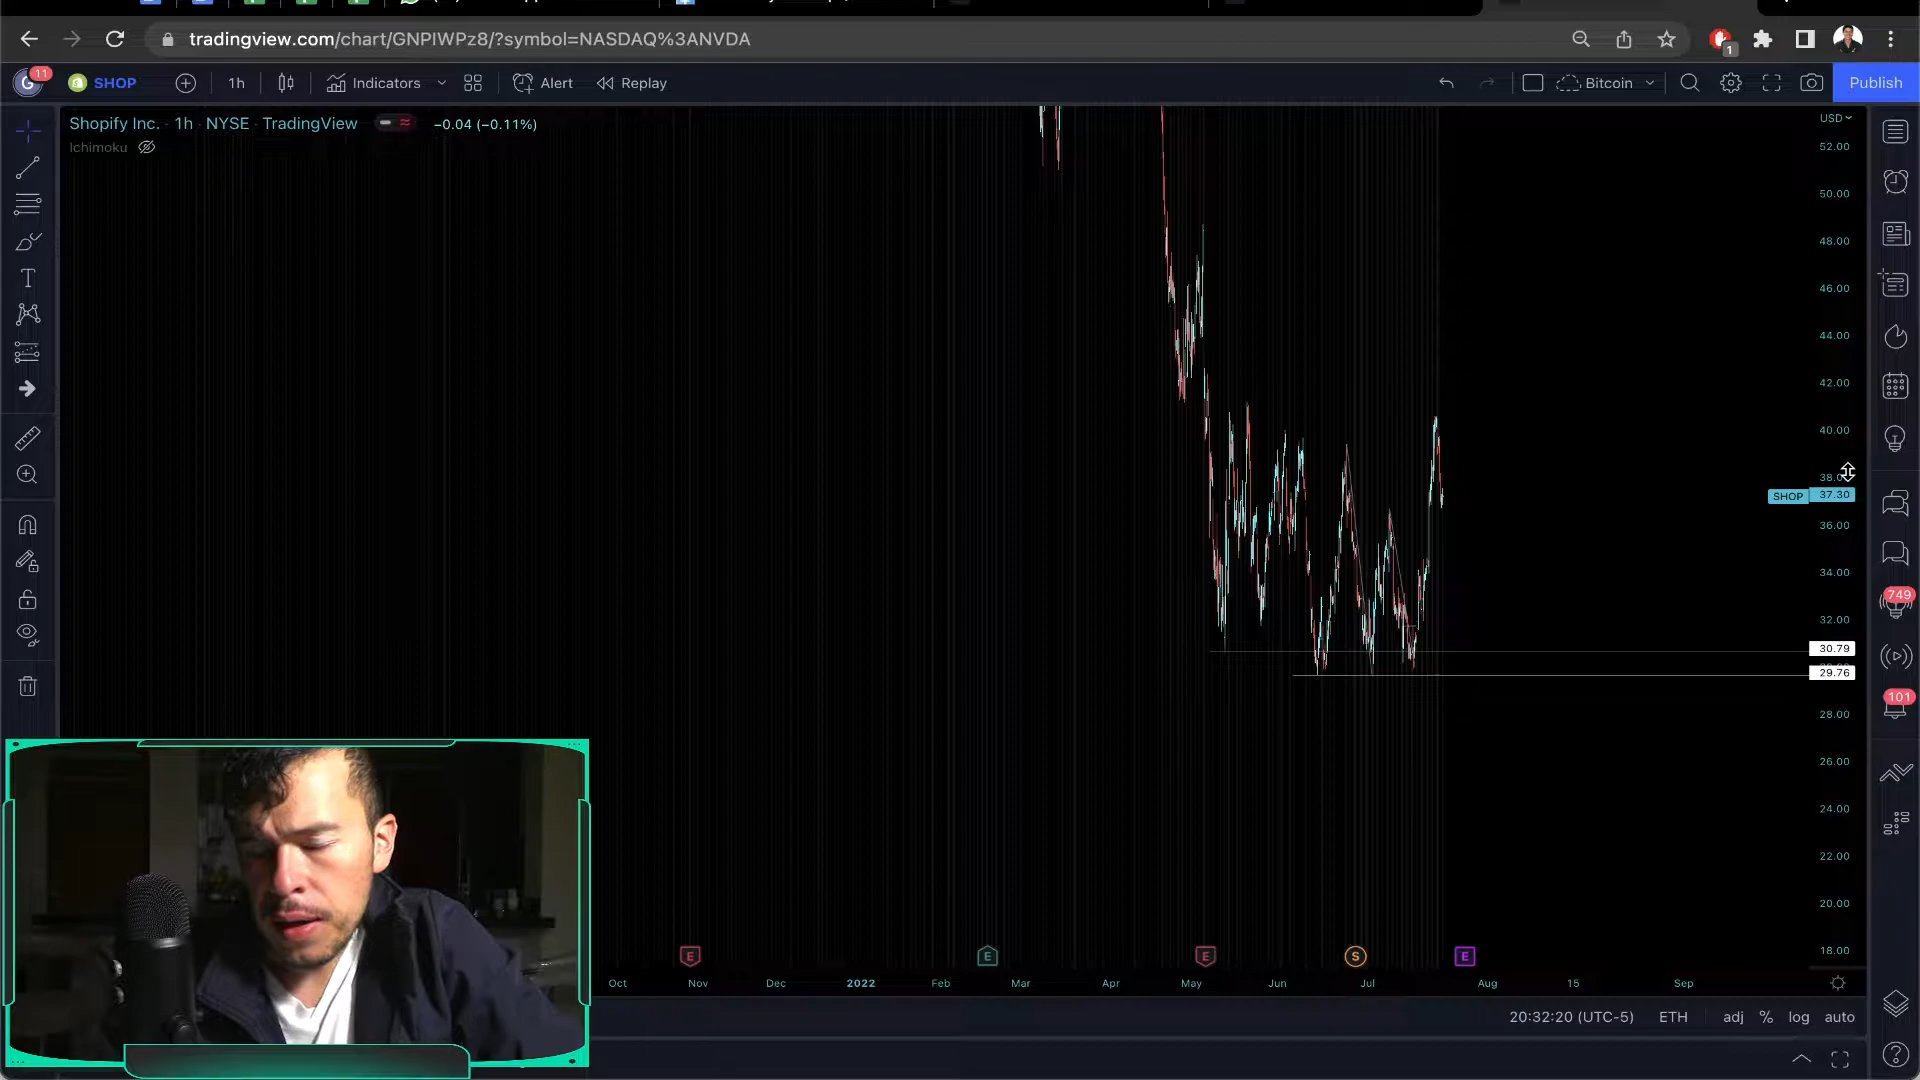 tradingview.com/chart/GNPIWPz8/?symbol=NASDAQ%3ANVDA
1
11
SHOP
1h
Indicators
Alert
Replay
Bitcoin
Publish
Shopify Inc. · 1h · NYSE · TradingView
−0.04 (−0.11%)
Ichimoku
USD
52.00
50.00
48.00
46.00
44.00
42.00
40.00
38.00
SHOP 37.30
36.00
34.00
32.00
30.79
29.76
28.00
26.00
24.00
22.00
20.00
18.00
749
101
E
E
E
S
E
Oct
Nov
Dec
2022
Feb
Mar
Apr
May
Jun
Jul
Aug
15
Sep
20:32:20 (UTC-5)
ETH
adj
%
log
auto